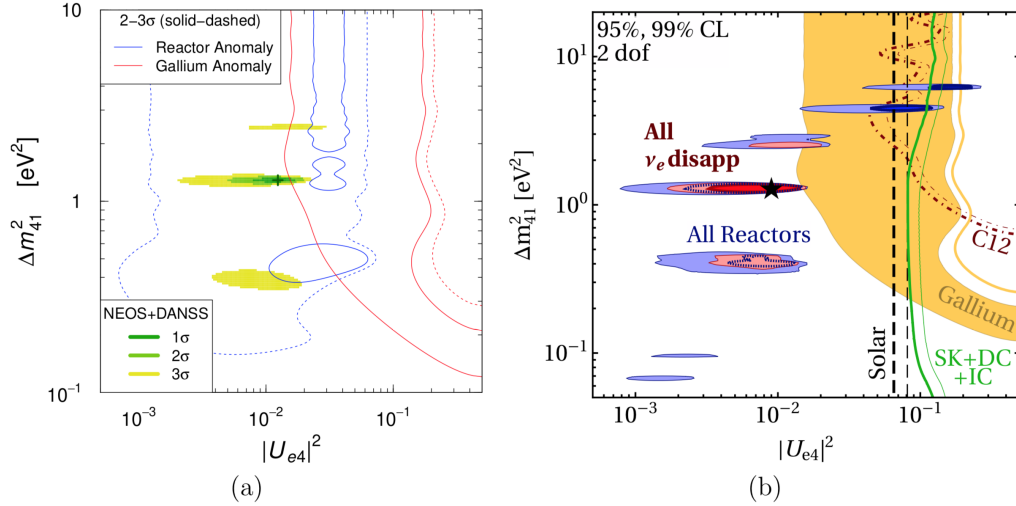 2−3σ (solid−dashed)
Reactor Anomaly
Gallium Anomaly
10
1
10⁻¹
Δm²₄₁ [eV²]
NEOS+DANSS
1σ
2σ
3σ
10⁻³
10⁻²
10⁻¹
|Uₑ₄|²
(a)
95%, 99% CL
2 dof
All
νₑ disapp
All Reactors
C12
Gallium
Solar
SK+DC
+IC
10¹
10⁰
10⁻¹
Δm²₄₁ [eV²]
10⁻³
10⁻²
10⁻¹
|Uₑ₄|²
(b)